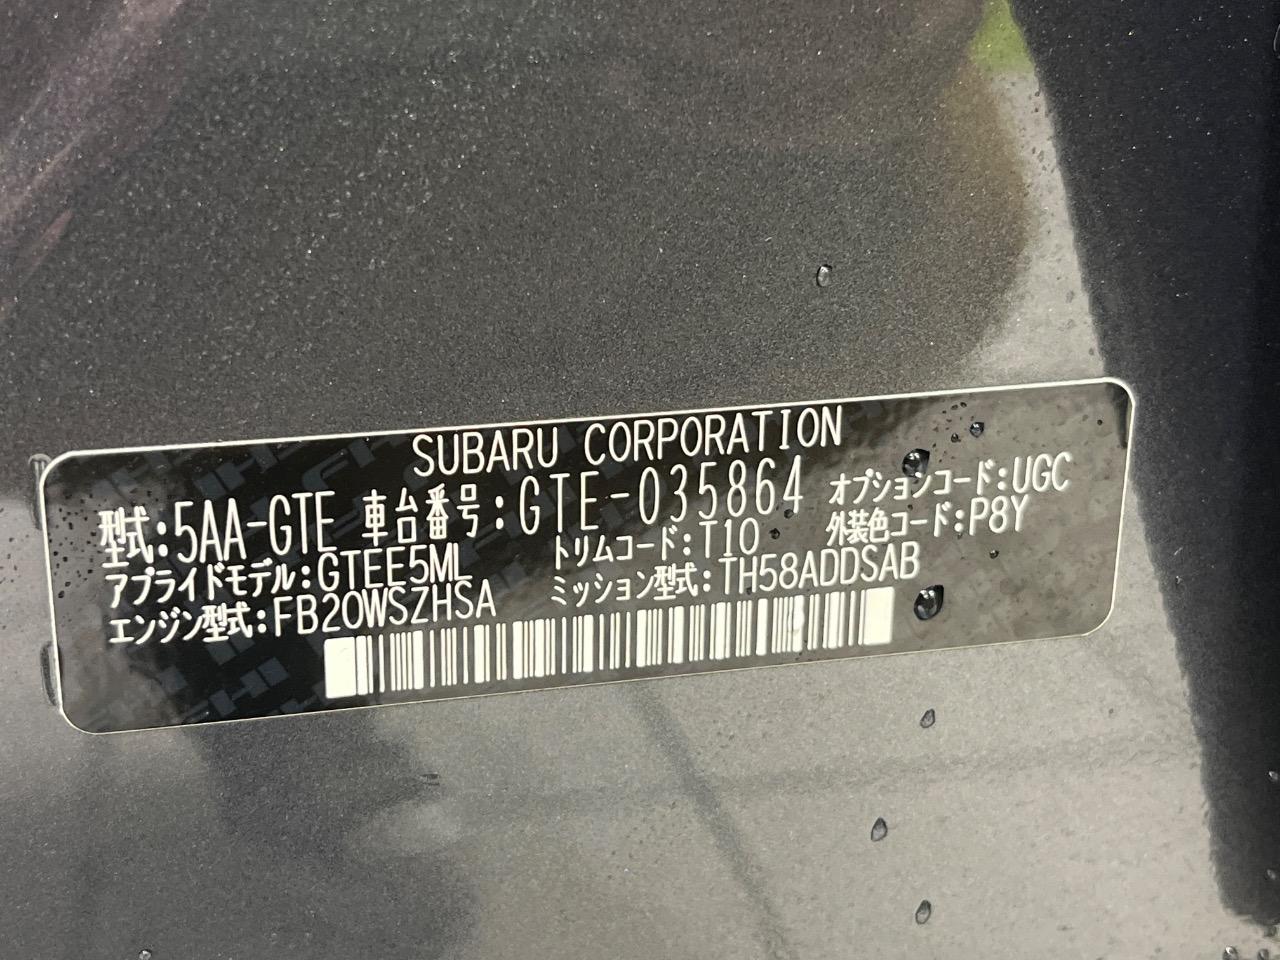 SUBARU CORPORATION
型式:5AA-GTE 車台番号:GTE-035864 オプションコード:UGC
アプライドモデル:GTEE5ML トリムコード:T10 外装色コード:P8Y
エンジン型式:FB20WSZHSA ミッション型式:TH58ADDSAB